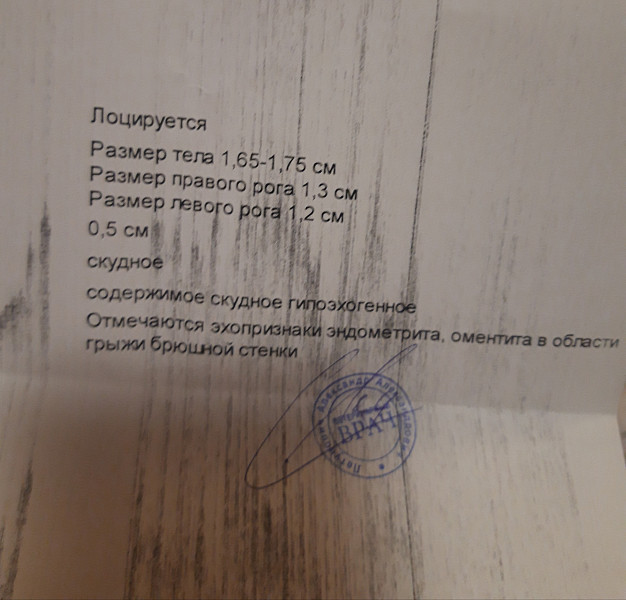 Лоцируется
Размер тела 1,65-1,75 см
Размер правого рога 1,3 см
Размер левого рога 1,2 см
0,5 см
скудное
содержимое скудное гипоэхогенное
Отмечаются эхопризнаки эндометрита, оментита в области
грыжи брюшной стенки
ВРАЧ